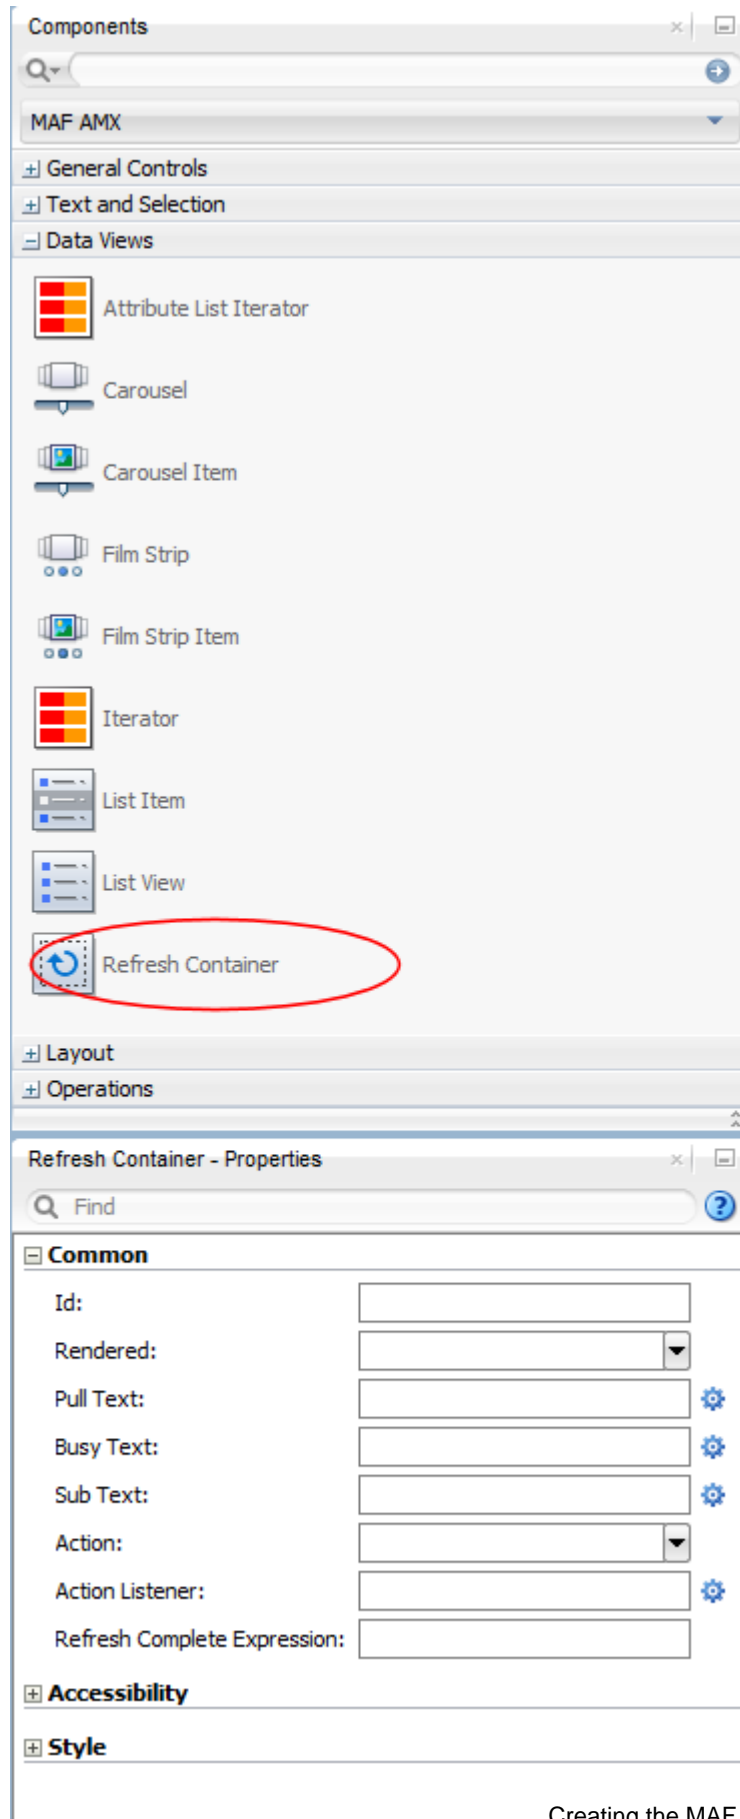 Components
MAF AMX
General Controls
Text and Selection
Data Views
Attribute List Iterator
Carousel
Carousel Item
Film Strip
Film Strip Item
Iterator
List Item
List View
Refresh Container
Layout
Operations
Refresh Container - Properties
Find
Common
Id:
Rendered:
Pull Text:
Busy Text:
Sub Text:
Action:
Action Listener:
Refresh Complete Expression:
Accessibility
Style
Creating the MAF